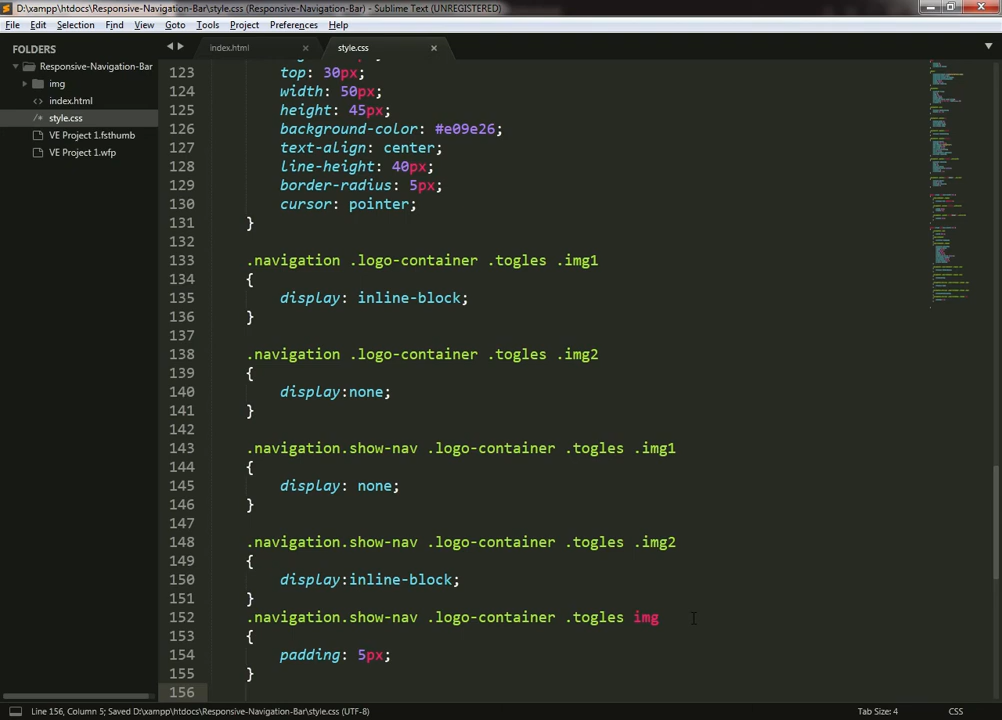 D:\xampp\htdocs\Responsive-Navigation-Bar\style.css (Responsive-Navigation-Bar) - Sublime Text (UNREGISTERED)
File Edit Selection Find View Goto Tools Project Preferences Help
FOLDERS
Responsive-Navigation-Bar
img
<> index.html
/* style.css
VE Project 1.fsthumb
VE Project 1.wfp
index.html × style.css ×
123 top: 30px;
124 width: 50px;
125 height: 45px;
126 background-color: #e09e26;
127 text-align: center;
128 line-height: 40px;
129 border-radius: 5px;
130 cursor: pointer;
131 }
132
133 .navigation .logo-container .togles .img1
134 {
135 display: inline-block;
136 }
137
138 .navigation .logo-container .togles .img2
139 {
140 display:none;
141 }
142
143 .navigation.show-nav .logo-container .togles .img1
144 {
145 display: none;
146 }
147
148 .navigation.show-nav .logo-container .togles .img2
149 {
150 display:inline-block;
151 }
152 .navigation.show-nav .logo-container .togles img
153 {
154 padding: 5px;
155 }
156
Line 156, Column 5; Saved D:\xampp\htdocs\Responsive-Navigation-Bar\style.css (UTF-8) Tab Size: 4 CSS